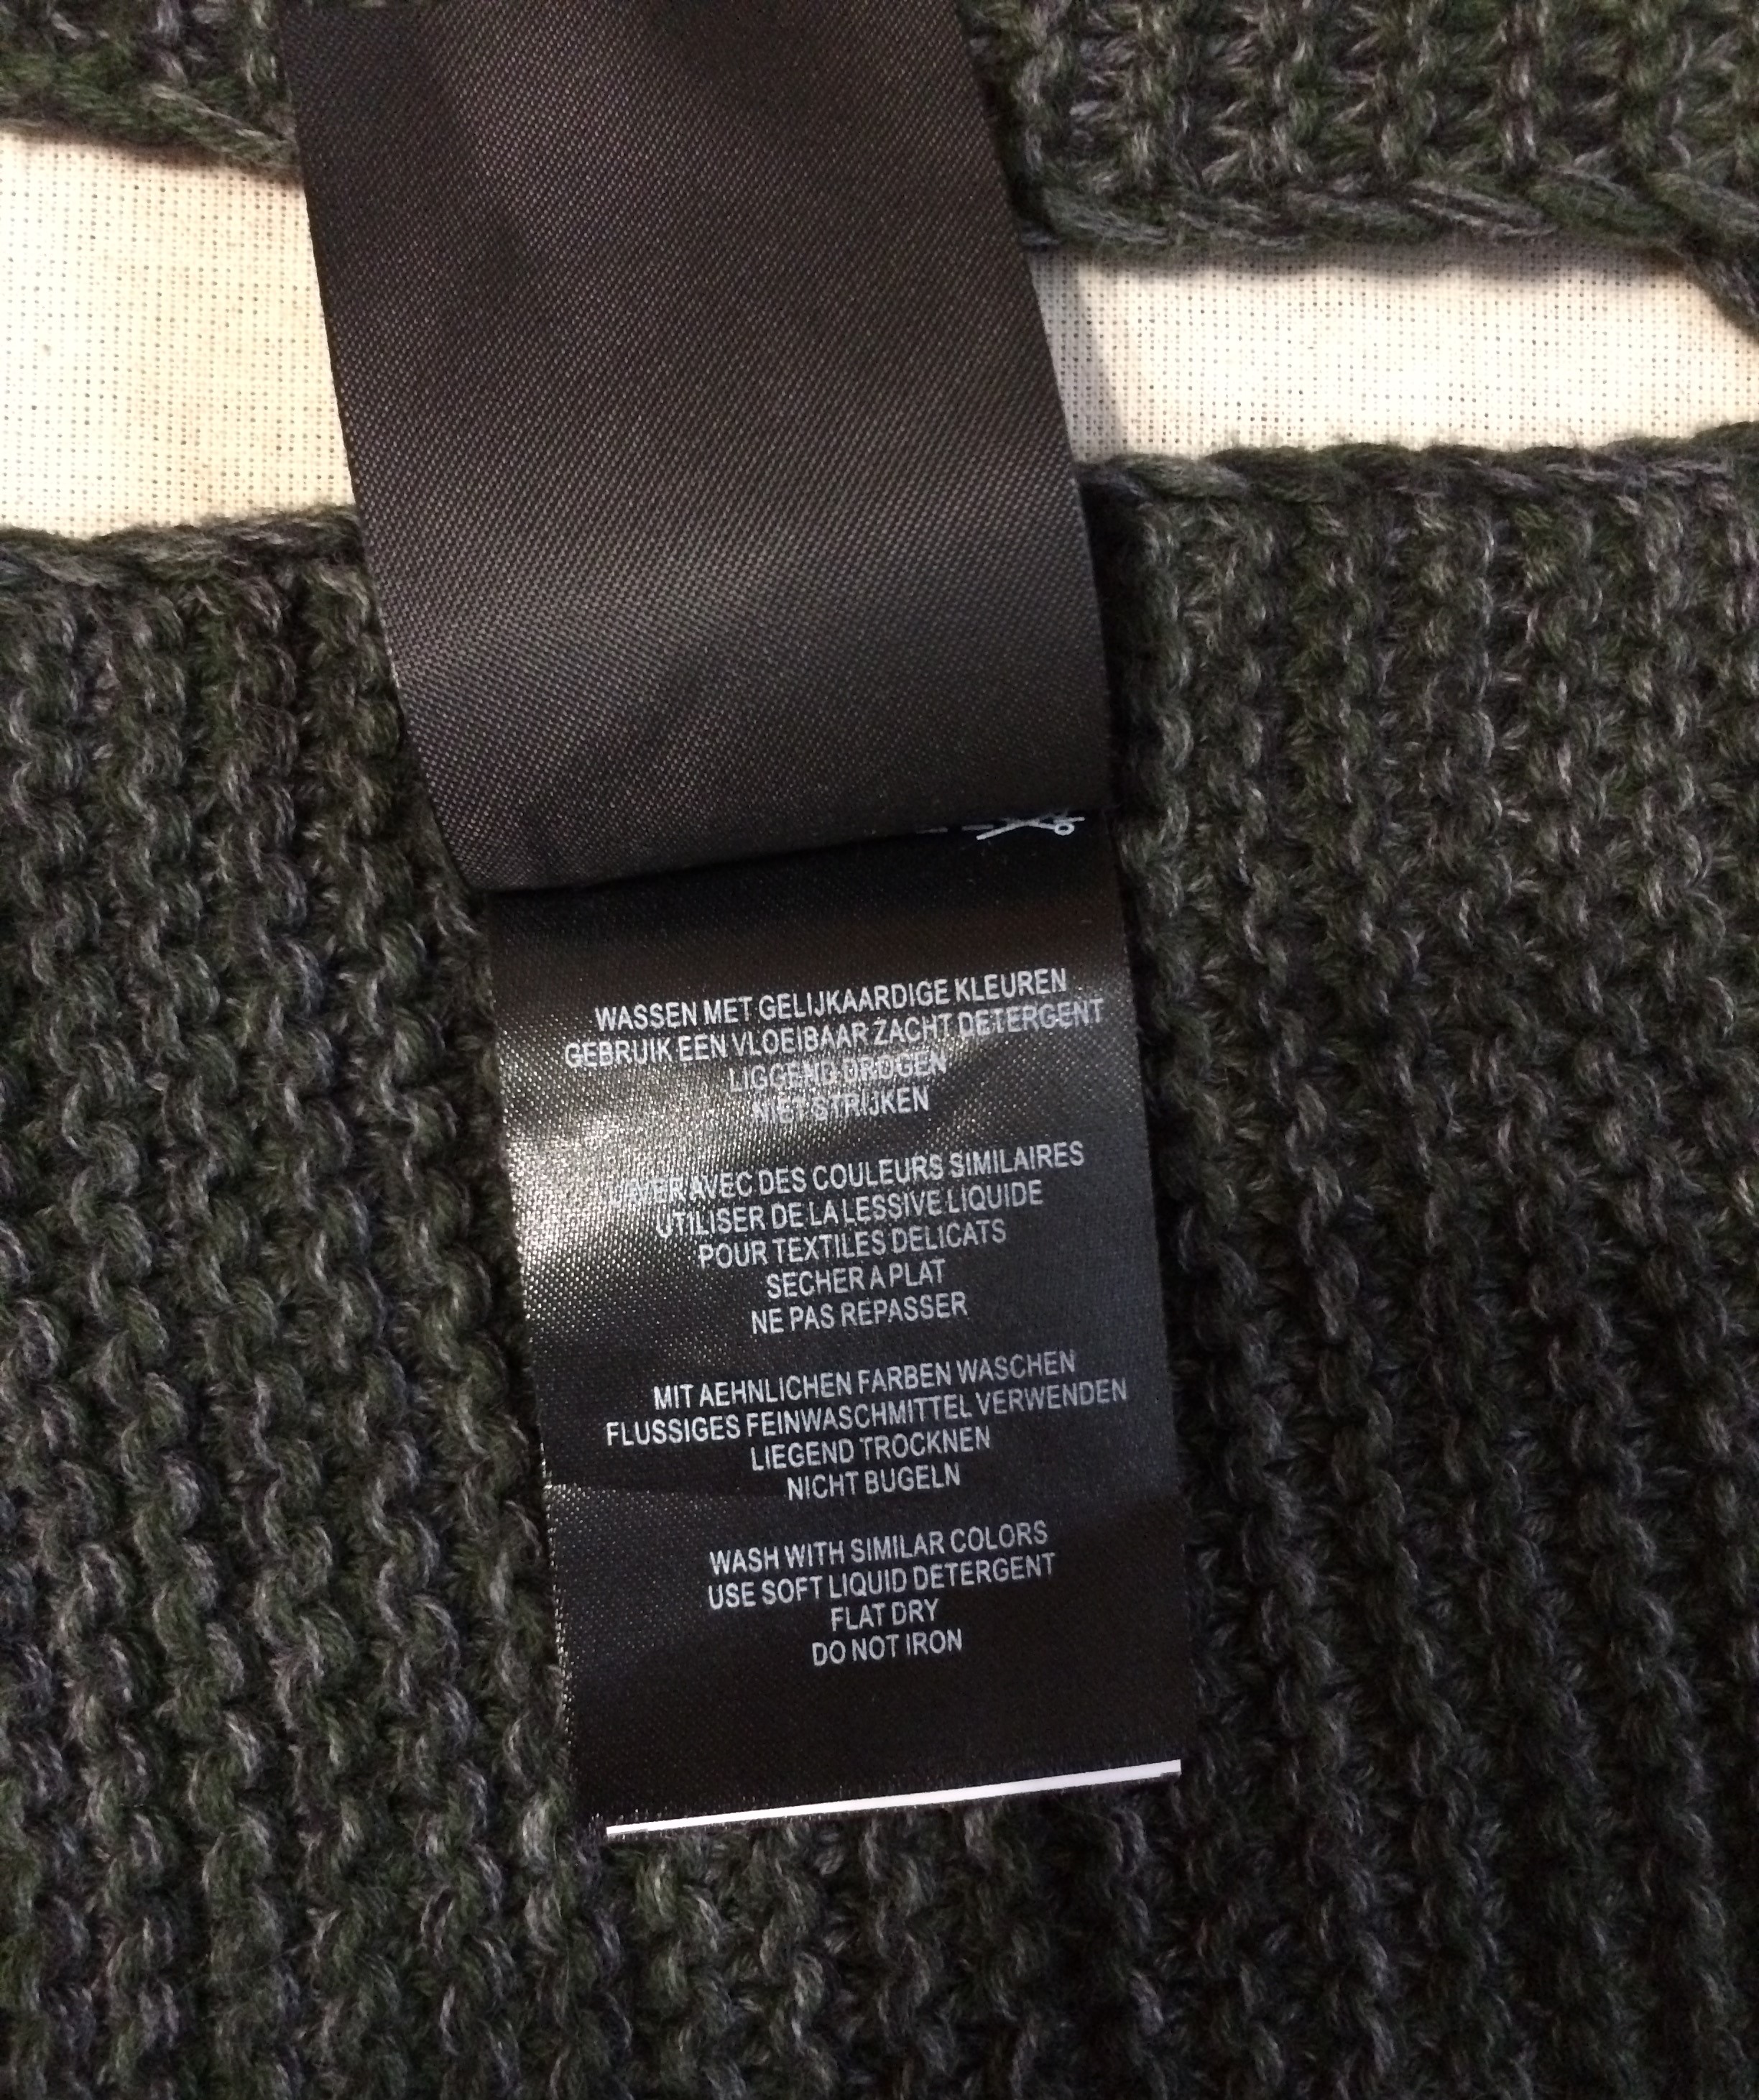 WASSEN MET GELIJKAARDIGE KLEUREN
GEBRUIK EEN VLOEIBAAR ZACHT DETERGENT
LIGGEND DROGEN
NIET STRIJKEN
LAVER AVEC DES COULEURS SIMILAIRES
UTILISER DE LA LESSIVE LIQUIDE
POUR TEXTILES DELICATS
SECHER A PLAT
NE PAS REPASSER
MIT AEHNLICHEN FARBEN WASCHEN
FLUSSIGES FEINWASCHMITTEL VERWENDEN
LIEGEND TROCKNEN
NICHT BUGELN
WASH WITH SIMILAR COLORS
USE SOFT LIQUID DETERGENT
FLAT DRY
DO NOT IRON